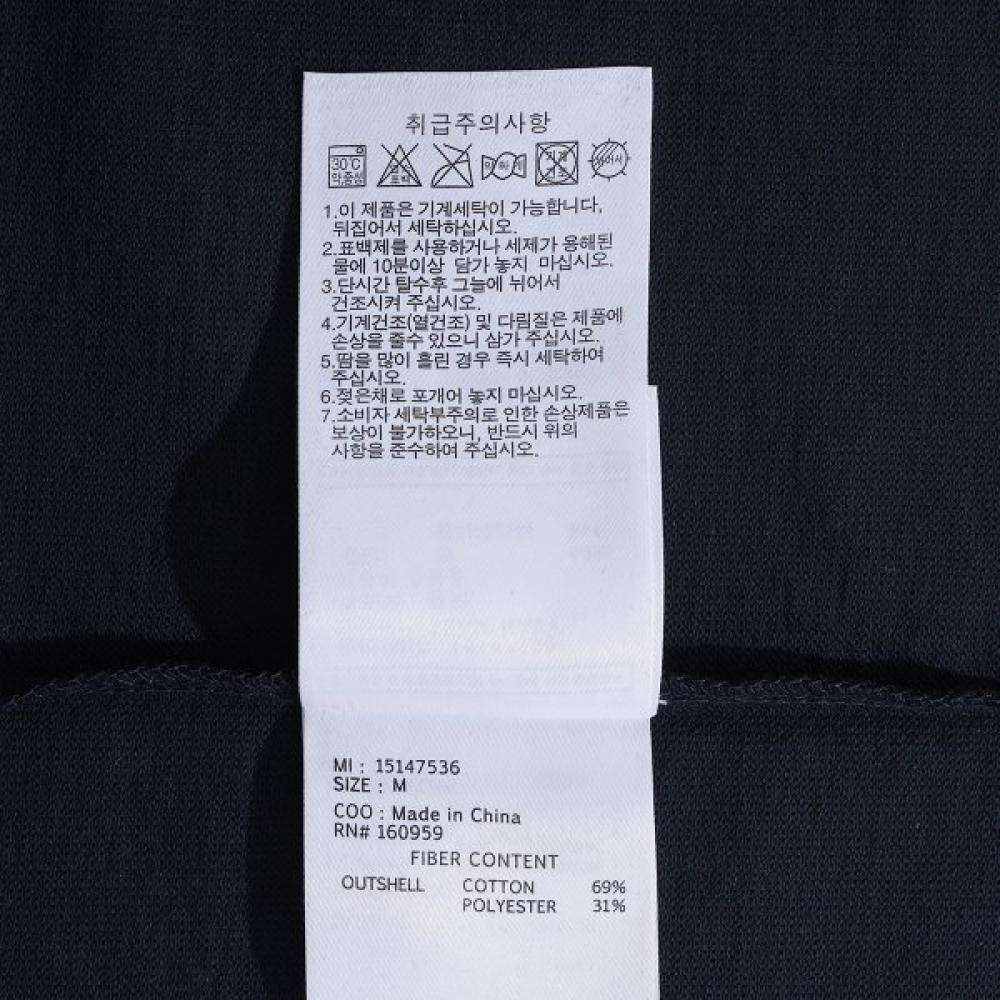 취급주의사항
30℃
약,중성
표백
약하게
기계
건조
1.이 제품은 기계세탁이 가능합니다,
뒤집어서 세탁하십시오.
2.표백제를 사용하거나 세제가 용해된
물에 10분이상 담가 놓지 마십시오.
3.단시간 탈수후 그늘에 뉘어서
건조시켜 주십시오.
4.기계건조(열건조) 및 다림질은 제품에
손상을 줄수 있으니 삼가 주십시오.
5.땀을 많이 흘린 경우 즉시 세탁하여
주십시오.
6.젖은채로 포개어 놓지 마십시오.
7.소비자 세탁부주의로 인한 손상제품은
보상이 불가하오니, 반드시 위의
사항을 준수하여 주십시오.
MI : 15147536
SIZE : M
COO : Made in China
RN# 160959
FIBER CONTENT
OUTSHELL COTTON 69%
POLYESTER 31%